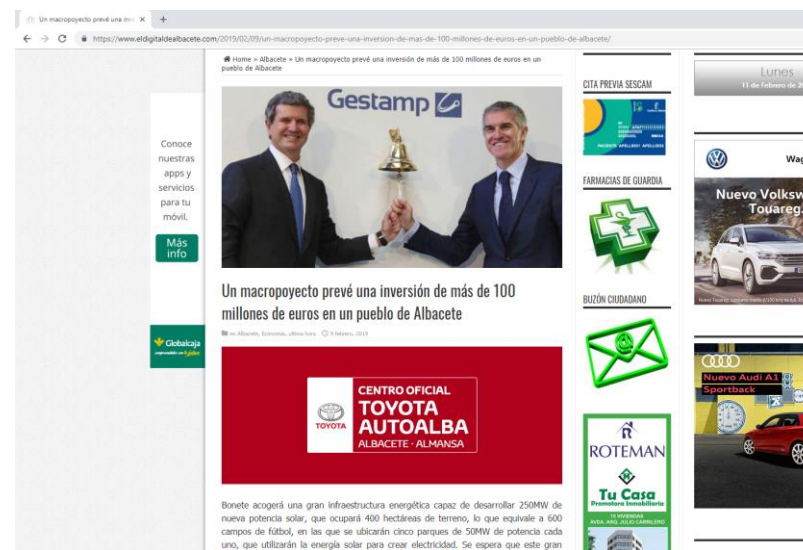 Un macropoyecto prevé una inv
https://www.eldigitaldealbacete.com/2019/02/09/un-macropoyecto-preve-una-inversion-de-mas-de-100-millones-de-euros-en-un-pueblo-de-albacete/
Home » Albacete » Un macropoyecto prevé una inversión de más de 100 millones de euros en un
pueblo de Albacete
Gestamp
Conoce
nuestras
apps y
servicios
para tu
móvil.
Más
info
Globalcaja
Un macropoyecto prevé una inversión de más de 100
millones de euros en un pueblo de Albacete
en Albacete, Economía, ultima hora 9 febrero, 2019
CENTRO OFICIAL
TOYOTA
TOYOTA
AUTOALBA
ALBACETE · ALMANSA
Bonete acogerá una gran infraestructura energética capaz de desarrollar 250MW de
nueva potencia solar, que ocupará 400 hectáreas de terreno, lo que equivale a 600
campos de fútbol, en las que se ubicarán cinco parques de 50MW de potencia cada
uno, que utilizarán la energía solar para crear electricidad. Se espera que este gran
CITA PREVIA SESCAM
FARMACIAS DE GUARDIA
BUZÓN CIUDADANO
ROTEMAN
Tu Casa
Promotora Inmobiliaria
AVDA. ARQ. JULIO CARRILERO
Lunes
11 de Febrero de 2
Wag
Nuevo Volksw
Touareg.
Nuevo Audi A1
Sportback